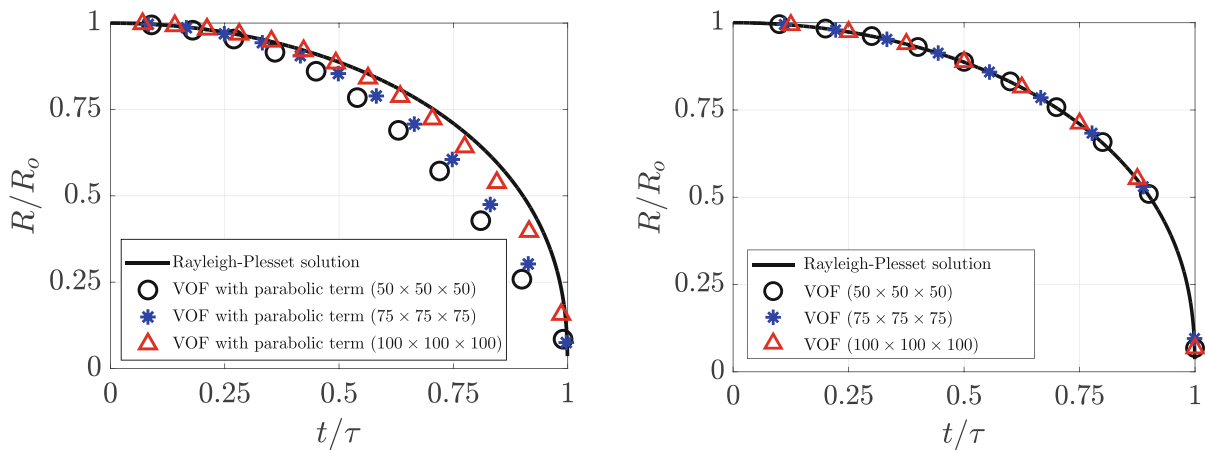 1
0.75
0.5
0.25
0
R/R_o
Rayleigh-Plesset solution
VOF with parabolic term (50 × 50 × 50)
VOF with parabolic term (75 × 75 × 75)
VOF with parabolic term (100 × 100 × 100)
0 0.25 0.5 0.75 1
t/τ
1
0.75
0.5
0.25
0
R/R_o
Rayleigh-Plesset solution
VOF (50 × 50 × 50)
VOF (75 × 75 × 75)
VOF (100 × 100 × 100)
0 0.25 0.5 0.75 1
t/τ